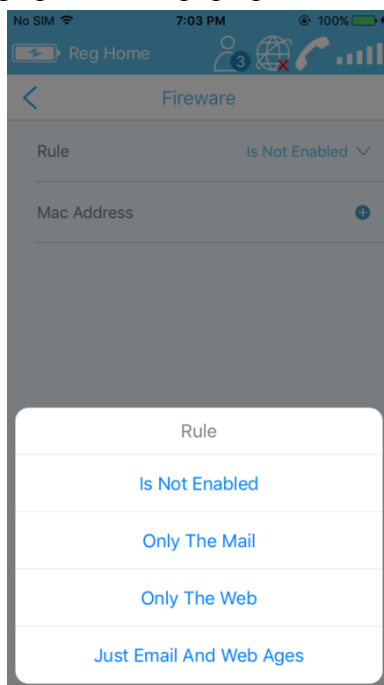 No SIM 7:03 PM 100%
Reg Home 3
Fireware
Rule Is Not Enabled
Mac Address
Rule
Is Not Enabled
Only The Mail
Only The Web
Just Email And Web Ages